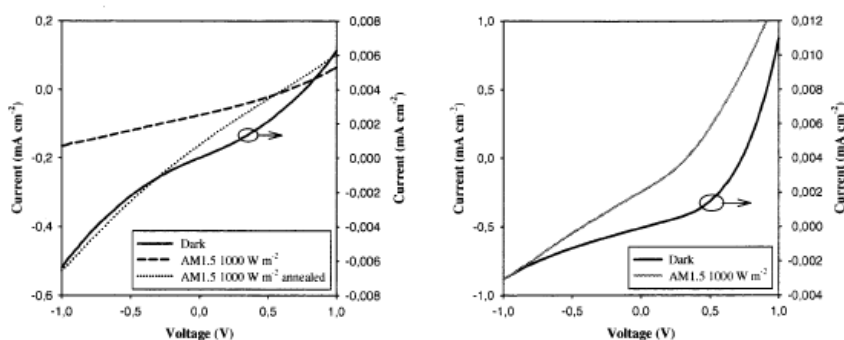 0,2
0,0
-0,2
-0,4
-0,6
Current (mA cm-2)
0,008
0,006
0,004
0,002
0,000
-0,002
-0,004
-0,006
-0,008
Current (mA cm-2)
Dark
AM1.5 1000 W m-2
AM1.5 1000 W m-2 annealed
-1,0 -0,5 0,0 0,5 1,0
Voltage (V)
1,0
0,5
0,0
-0,5
-1,0
Current (mA cm-2)
0,012
0,010
0,008
0,006
0,004
0,002
0,000
-0,002
-0,004
Current (mA cm-2)
Dark
AM1.5 1000 W m-2
-1,0 -0,5 0,0 0,5 1,0
Voltage (V)